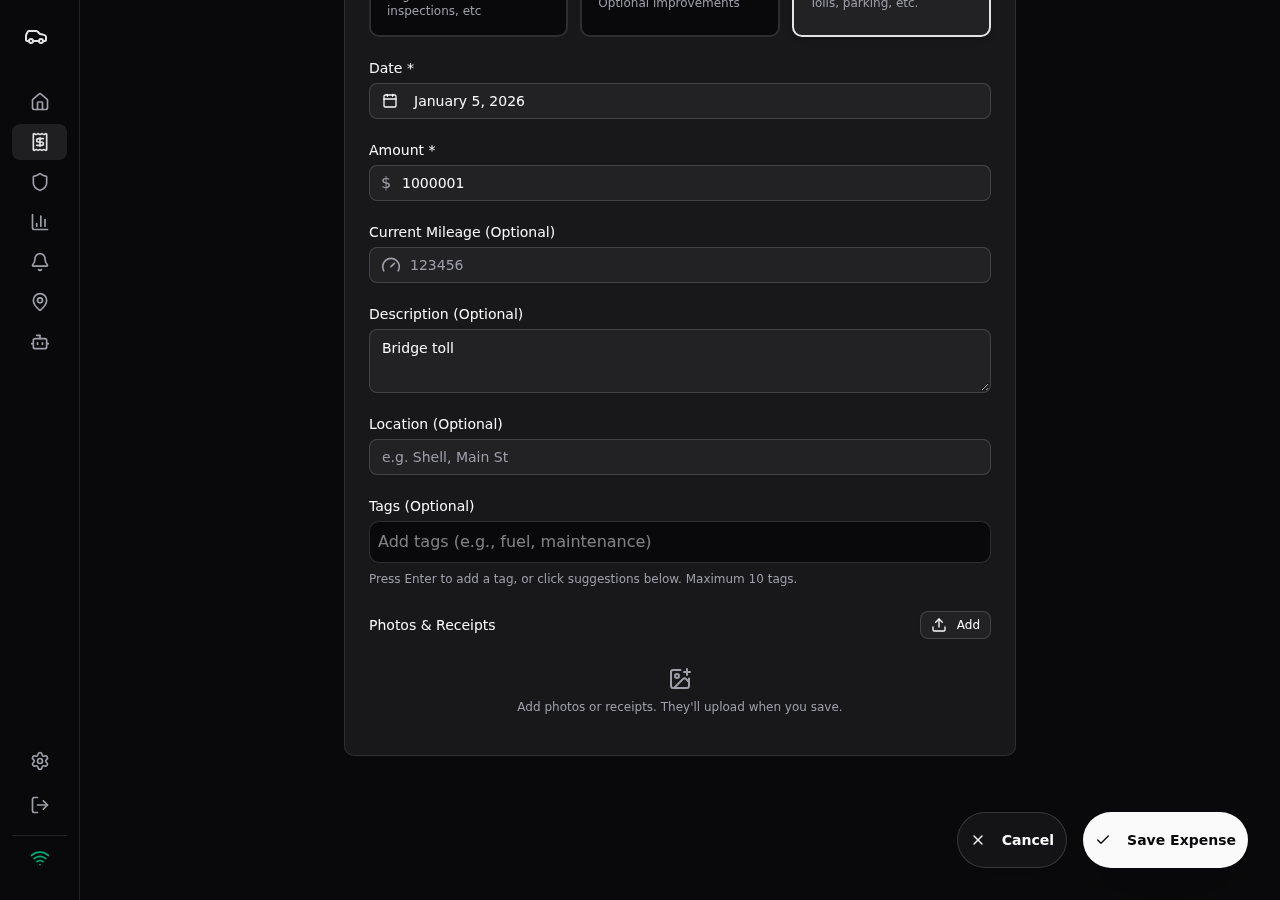 inspections, etc
Optional improvements
Tolls, parking, etc.
Date *
January 5, 2026
Amount *
$ 1000001
Current Mileage (Optional)
123456
Description (Optional)
Bridge toll
Location (Optional)
e.g. Shell, Main St
Tags (Optional)
Add tags (e.g., fuel, maintenance)
Press Enter to add a tag, or click suggestions below. Maximum 10 tags.
Photos & Receipts
Add
Add photos or receipts. They'll upload when you save.
Cancel
Save Expense